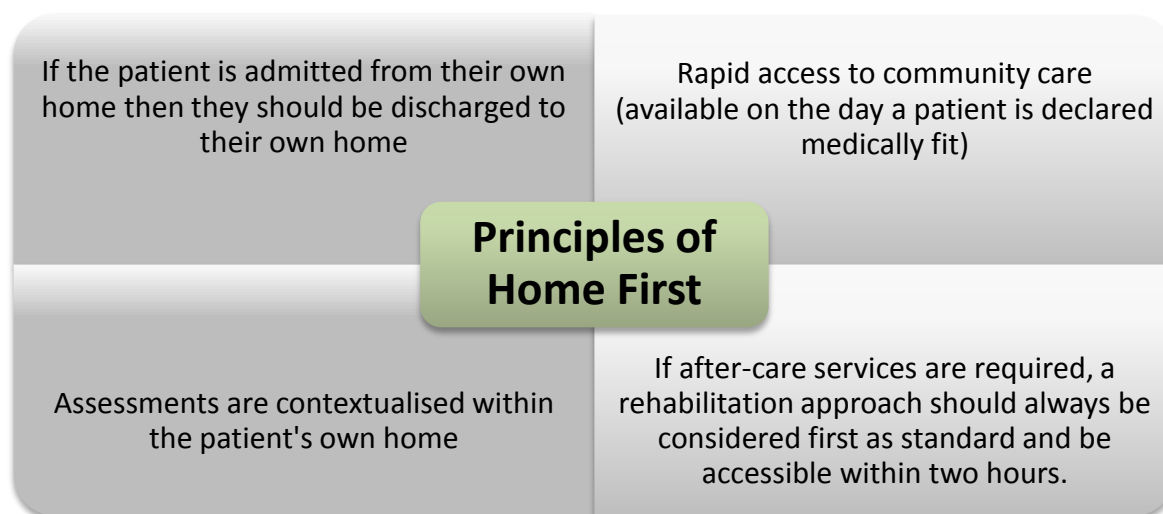 If the patient is admitted from their own
home then they should be discharged to
their own home
Rapid access to community care
(available on the day a patient is declared
medically fit)
Principles of
Home First
Assessments are contextualised within
the patient's own home
If after-care services are required, a
rehabilitation approach should always be
considered first as standard and be
accessible within two hours.